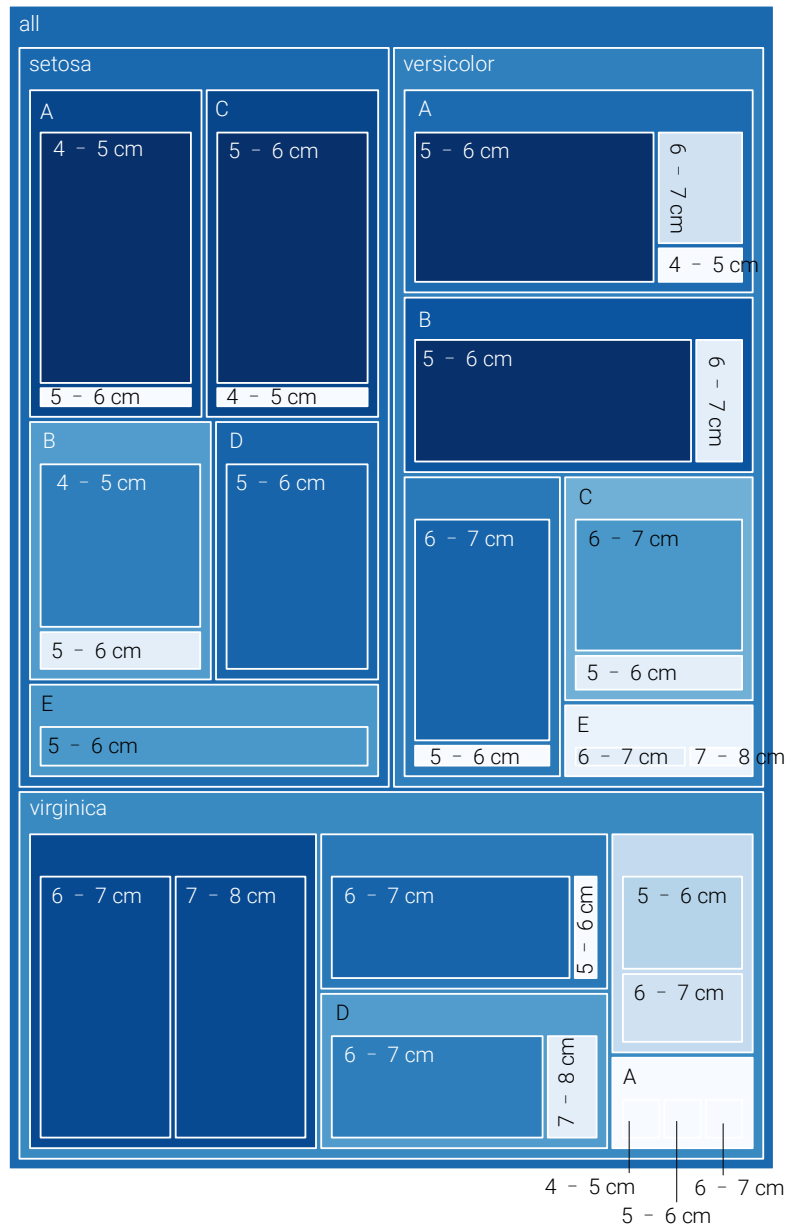 all
setosa
A
4 – 5 cm
5 – 6 cm
C
5 – 6 cm
4 – 5 cm
B
4 – 5 cm
5 – 6 cm
D
5 – 6 cm
E
5 – 6 cm
versicolor
A
5 – 6 cm
6 – 7 cm
4 – 5 cm
B
5 – 6 cm
6 – 7 cm
6 – 7 cm
5 – 6 cm
C
6 – 7 cm
5 – 6 cm
E
6 – 7 cm
7 – 8 cm
virginica
6 – 7 cm
7 – 8 cm
6 – 7 cm
5 – 6 cm
D
6 – 7 cm
7 – 8 cm
5 – 6 cm
6 – 7 cm
A
4 – 5 cm
5 – 6 cm
6 – 7 cm